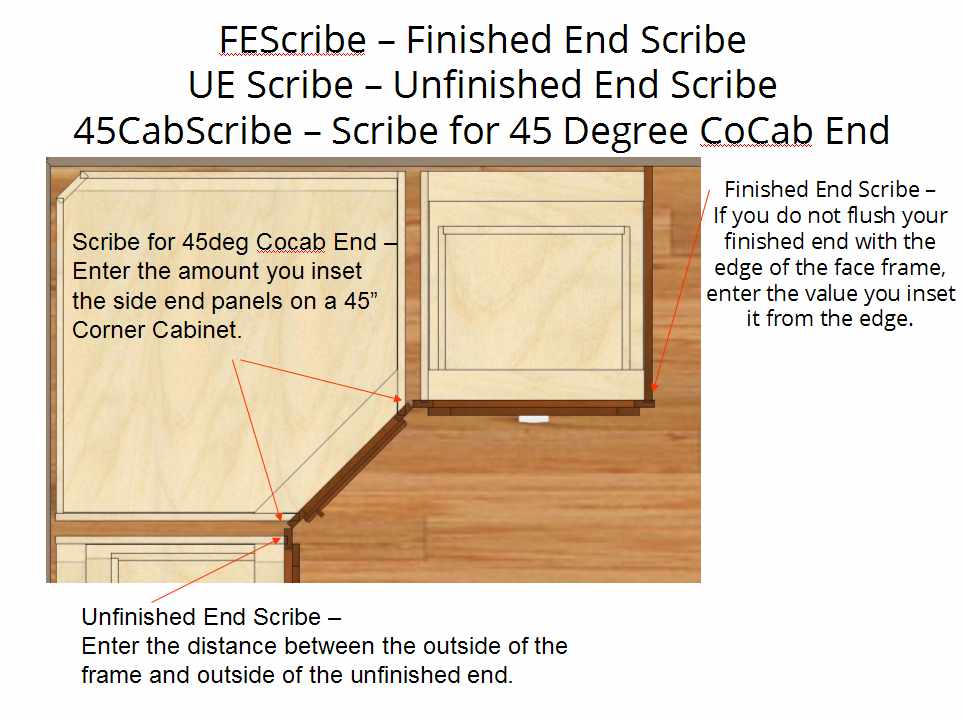 FEScribe – Finished End Scribe
UE Scribe – Unfinished End Scribe
45CabScribe – Scribe for 45 Degree CoCab End
Finished End Scribe –
If you do not flush your
finished end with the
edge of the face frame,
enter the value you inset
it from the edge.
Scribe for 45deg Cocab End –
Enter the amount you inset
the side end panels on a 45”
Corner Cabinet.
Unfinished End Scribe –
Enter the distance between the outside of the
frame and outside of the unfinished end.